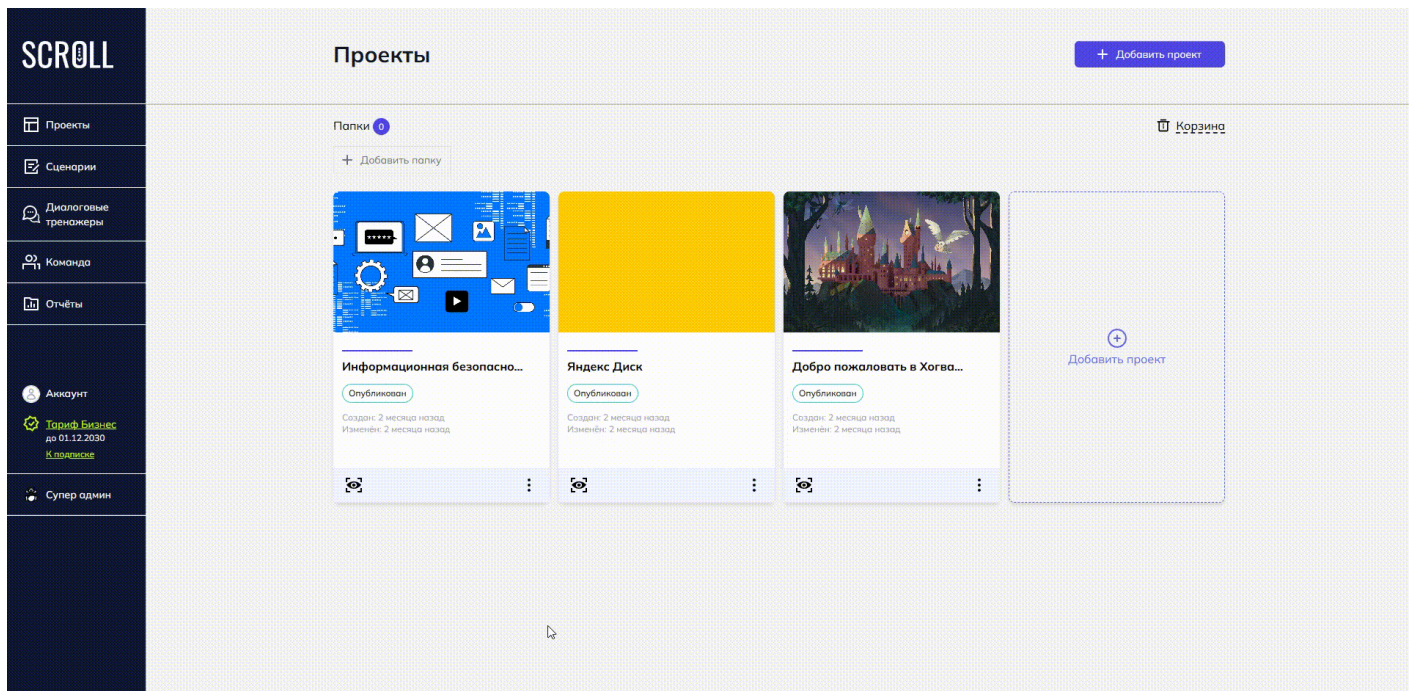 SCROLL
Проекты
Сценарии
Диалоговые
тренажеры
Команда
Отчёты
Аккаунт
Тариф Бизнес
до 01.12.2030
К подписке
Супер админ
Проекты
+ Добавить проект
Папки 0
Корзина
+ Добавить папку
Информационная безопасно...
Опубликован
Создан: 2 месяца назад
Изменён: 2 месяца назад
Яндекс Диск
Опубликован
Создан: 2 месяца назад
Изменён: 2 месяца назад
Добро пожаловать в Хогва...
Опубликован
Создан: 2 месяца назад
Изменён: 2 месяца назад
Добавить проект